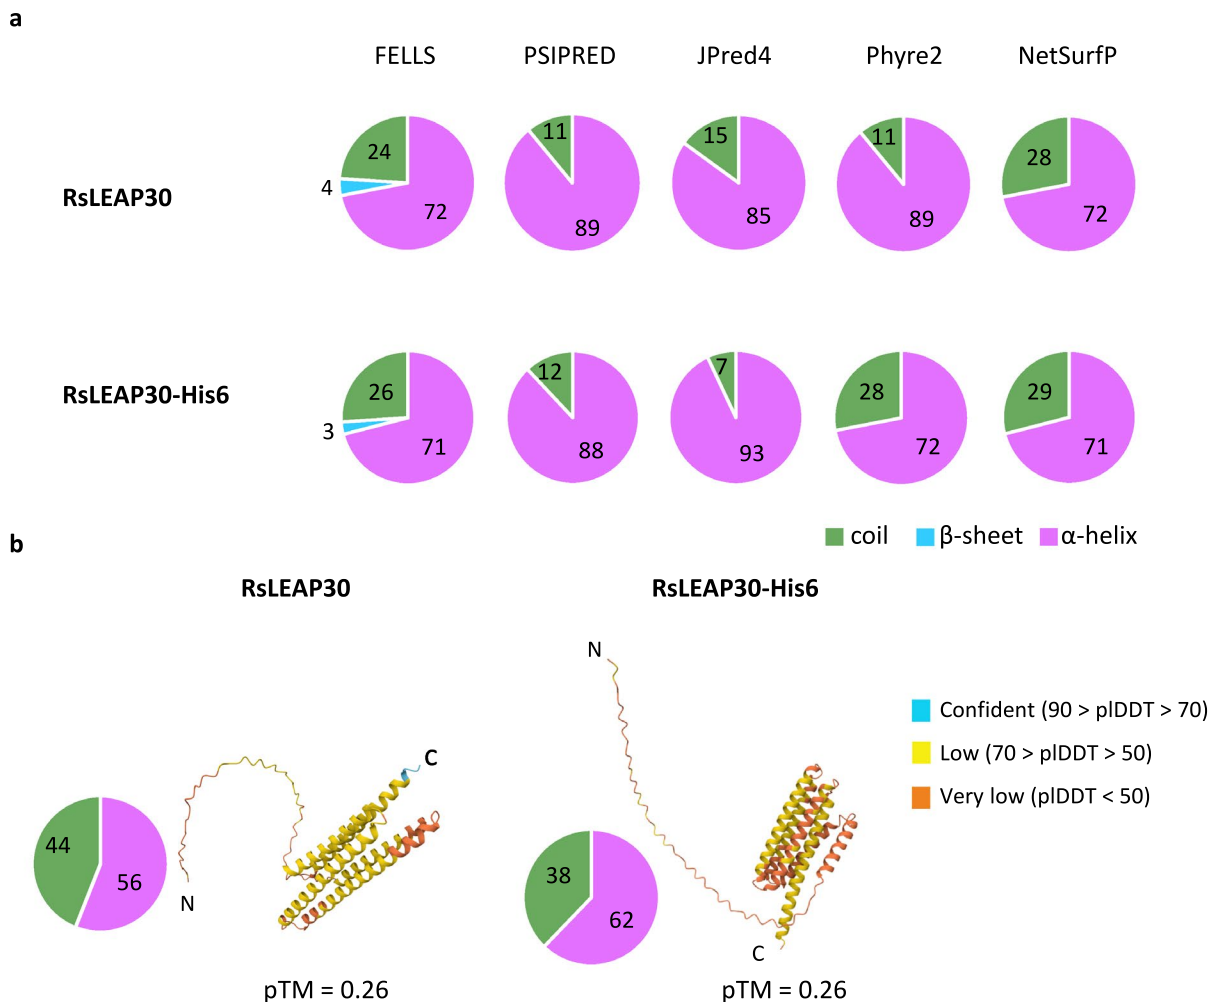 a
FELLS PSIPRED JPred4 Phyre2 NetSurfP
RsLEAP30
24 4 72
11 89
15 85
11 89
28 72
RsLEAP30-His6
26 3 71
12 88
7 93
28 72
29 71
coil β-sheet α-helix
b
RsLEAP30 RsLEAP30-His6
44 56
N
C
pTM = 0.26
N
38 62
C
pTM = 0.26
Confident (90 > plDDT > 70)
Low (70 > plDDT > 50)
Very low (plDDT < 50)